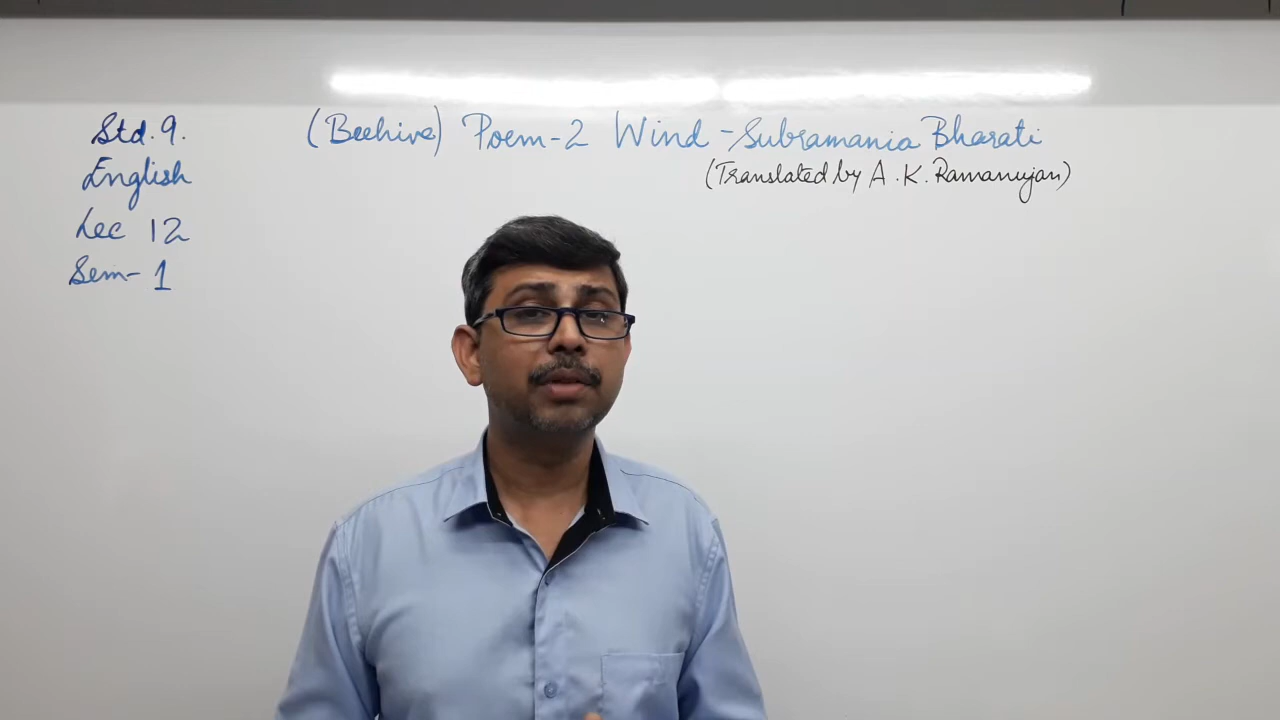 Std. 9.
English
Lec 12
Sem- 1
(Beehive) Poem-2 Wind -Subramania Bharati
(Translated by A. K. Ramanujan)